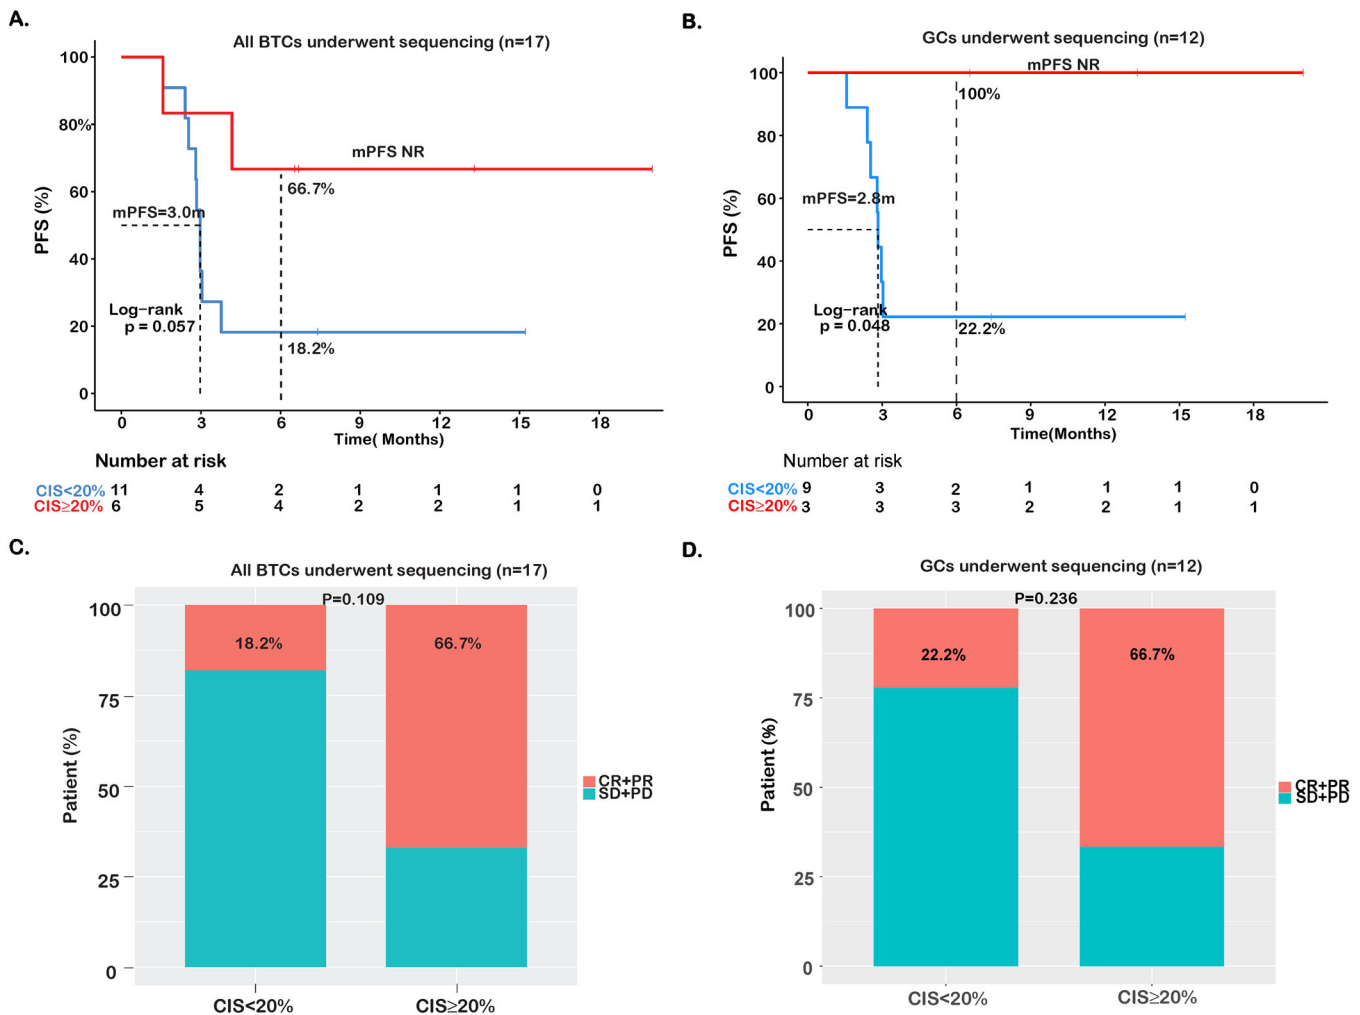 A.
All BTCs underwent sequencing (n=17)
100
80%
60
40
20
0
PFS (%)
mPFS NR
66.7%
mPFS=3.0m
Log−rank
p = 0.057
18.2%
0 3 6 9 12 15 18
Time( Months)
Number at risk
CIS<20% 11 4 2 1 1 1 0
CIS≥20% 6 5 4 2 2 1 1
B.
GCs underwent sequencing (n=12)
100
80
60
40
20
0
PFS (%)
mPFS NR
100%
mPFS=2.8m
Log−rank
p = 0.048
22.2%
0 3 6 9 12 15 18
Time(Months)
Number at risk
CIS<20% 9 3 2 1 1 1 0
CIS≥20% 3 3 3 2 2 1 1
C.
All BTCs underwent sequencing (n=17)
P=0.109
100
75
50
25
0
Patient (%)
18.2% 66.7%
CR+PR
SD+PD
CIS<20% CIS≥20%
D.
GCs underwent sequencing (n=12)
P=0.236
100
75
50
25
0
Patient (%)
22.2% 66.7%
CR+PR
SD+PD
CIS<20% CIS≥20%